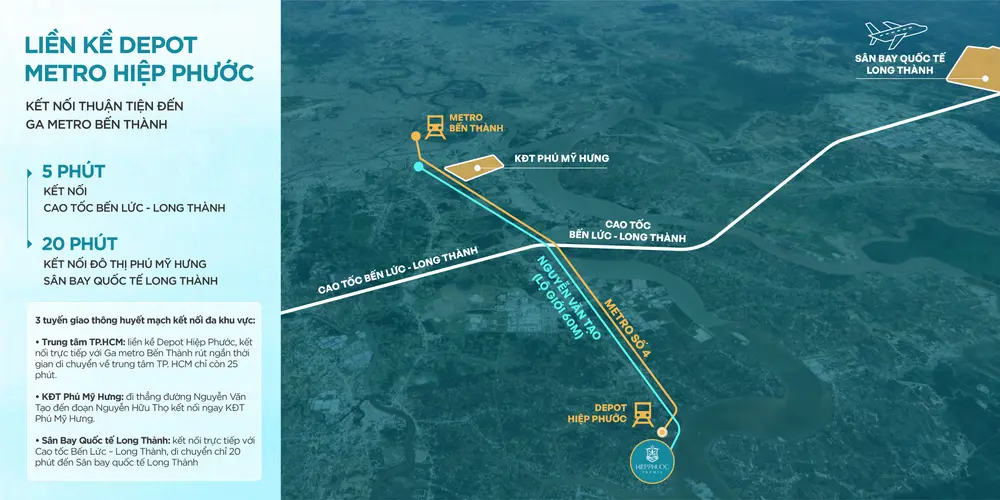 LIỀN KỀ DEPOT
METRO HIỆP PHƯỚC
KẾT NỐI THUẬN TIỆN ĐẾN
GA METRO BẾN THÀNH
5 PHÚT
KẾT NỐI
CAO TỐC BẾN LỨC - LONG THÀNH
20 PHÚT
KẾT NỐI ĐÔ THỊ PHÚ MỸ HƯNG
SÂN BAY QUỐC TẾ LONG THÀNH
3 tuyến giao thông huyết mạch kết nối đa khu vực:
• Trung tâm TP.HCM: liền kề Depot Hiệp Phước, kết
nối trực tiếp với Ga metro Bến Thành rút ngắn thời
gian di chuyển về trung tâm TP. HCM chỉ còn 25
phút.
• KĐT Phú Mỹ Hưng: đi thẳng đường Nguyễn Văn
Tạo đến đoạn Nguyễn Hữu Thọ kết nối ngay KĐT
Phú Mỹ Hưng.
• Sân Bay Quốc tế Long Thành: kết nối trực tiếp với
Cao tốc Bến Lức – Long Thành, di chuyển chỉ 20
phút đến Sân bay quốc tế Long Thành
SÂN BAY QUỐC TẾ
LONG THÀNH
METRO
BẾN THÀNH
KĐT PHÚ MỸ HƯNG
CAO TỐC
BẾN LỨC - LONG THÀNH
CAO TỐC BẾN LỨC - LONG THÀNH
NGUYỄN VĂN TẠO
(LỘ GIỚI 60M)
METRO SỐ 4
DEPOT
HIỆP PHƯỚC
HIEPPHUOC